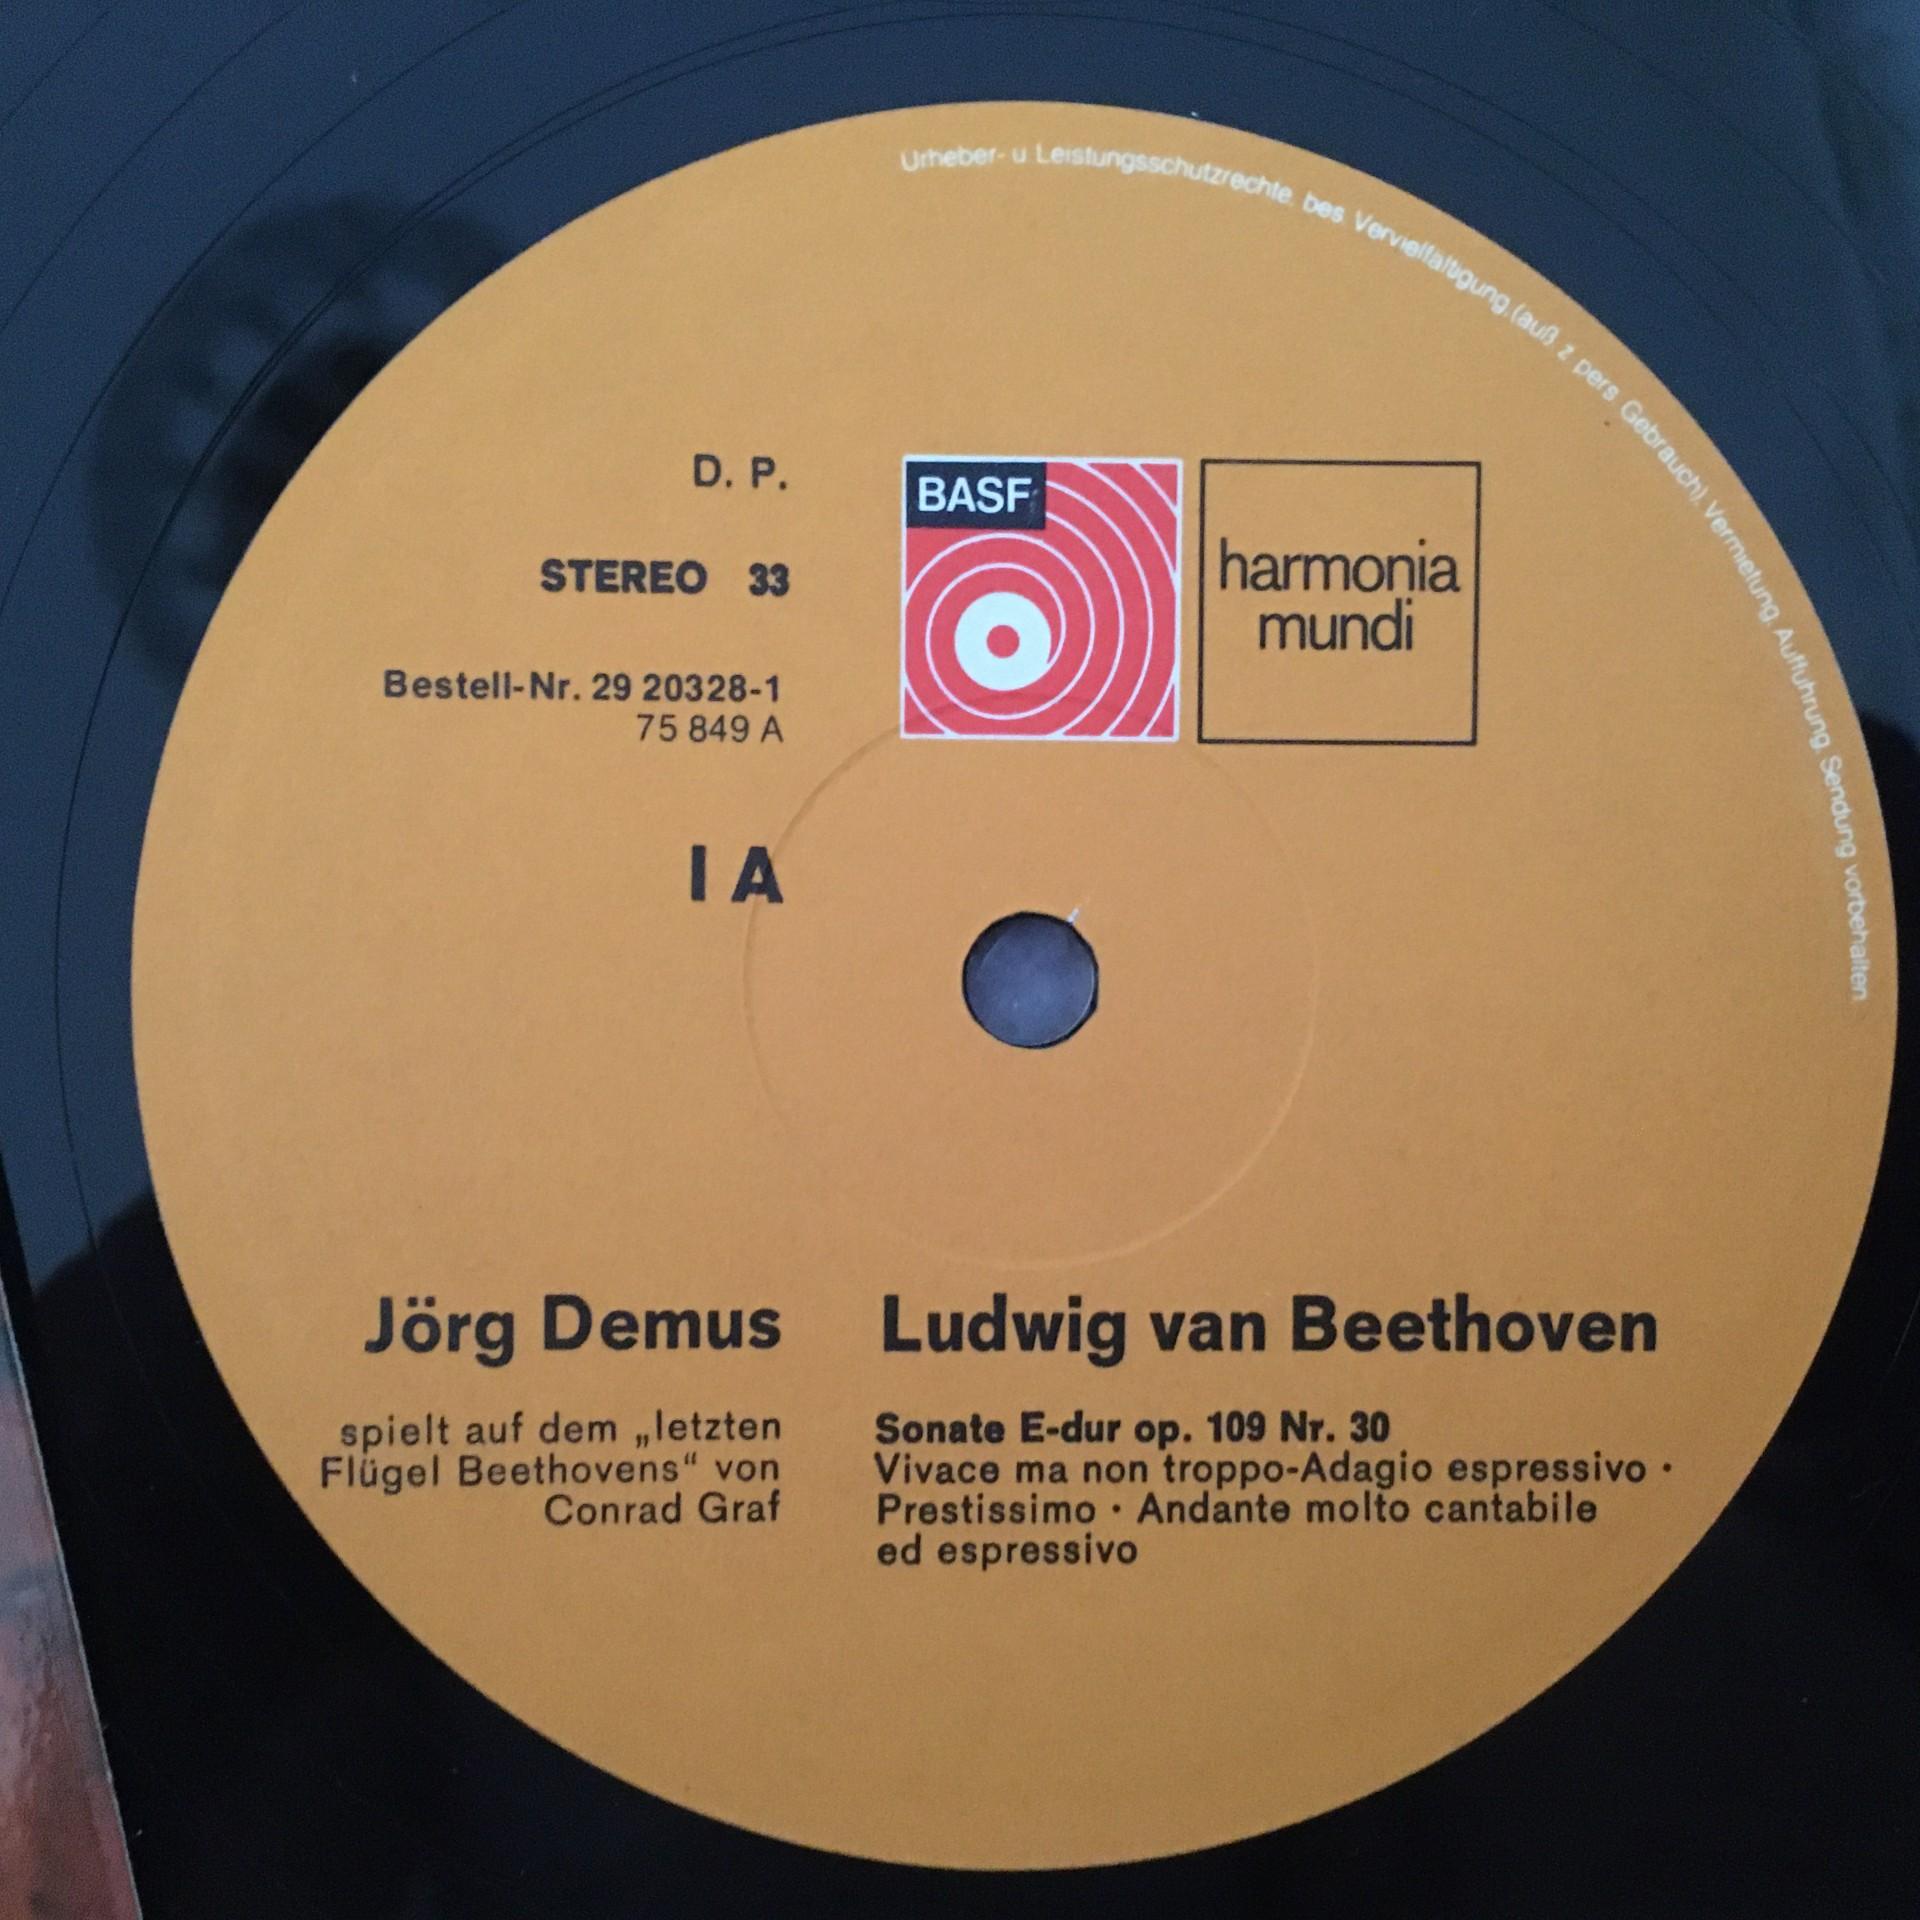 Urheber- u Leistungsschutzrechte, bes. Vervielfältigung, (auß z pers Gebrauch), Vermietung, Aufführung, Sendung vorbehalten
D. P.
STEREO 33
Bestell-Nr. 29 20328-1
75 849 A
I A
BASF
harmonia
mundi
Jörg Demus
spielt auf dem „letzten
Flügel Beethovens“ von
Conrad Graf
Ludwig van Beethoven
Sonate E-dur op. 109 Nr. 30
Vivace ma non troppo-Adagio espressivo ·
Prestissimo · Andante molto cantabile
ed espressivo